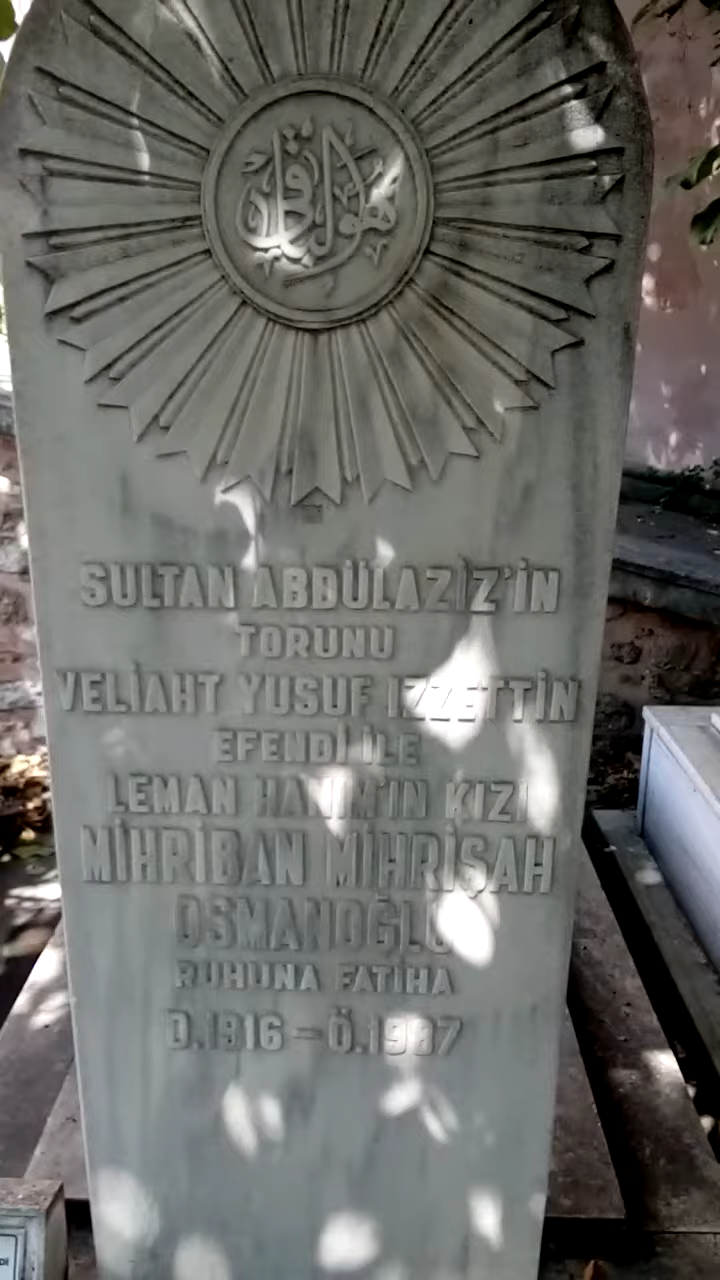 هو الباقي
SULTAN ABDÜLAZİZ'İN
TORUNU
VELİAHT YUSUF İZZETTİN
EFENDİ İLE
LEMAN HANIM'IN KIZI
MİHRİBAN MİHRİŞAH
OSMANOĞLU
RUHUNA FATİHA
D.1916 – Ö.1987